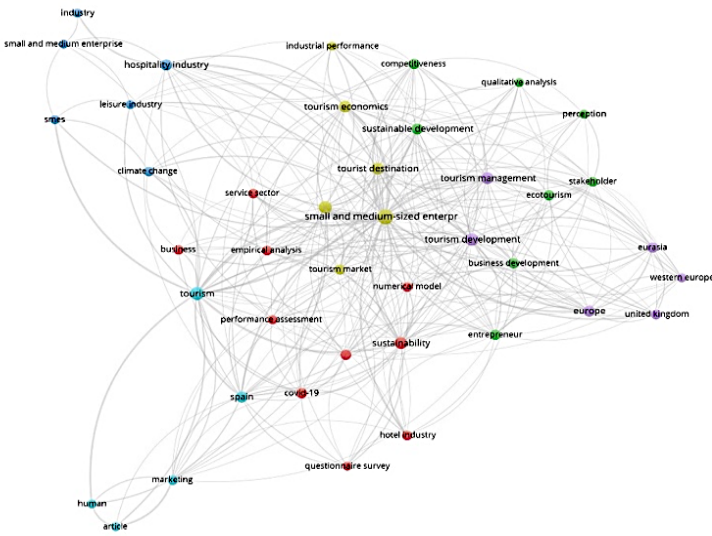 industry
small and medium enterprise
industrial performance
hospitality industry
competitiveness
qualitative analysis
leisure industry
tourism economics
perception
smes
sustainable development
climate change
tourist destination
tourism management
stakeholder
service sector
ecotourism
small and medium-sized enterpr
tourism development
business
empirical analysis
eurasia
business development
tourism market
western europe
numerical model
tourism
europe
united kingdom
performance assessment
entrepreneur
sustainability
spain
covid-19
hotel industry
questionnaire survey
marketing
human
article